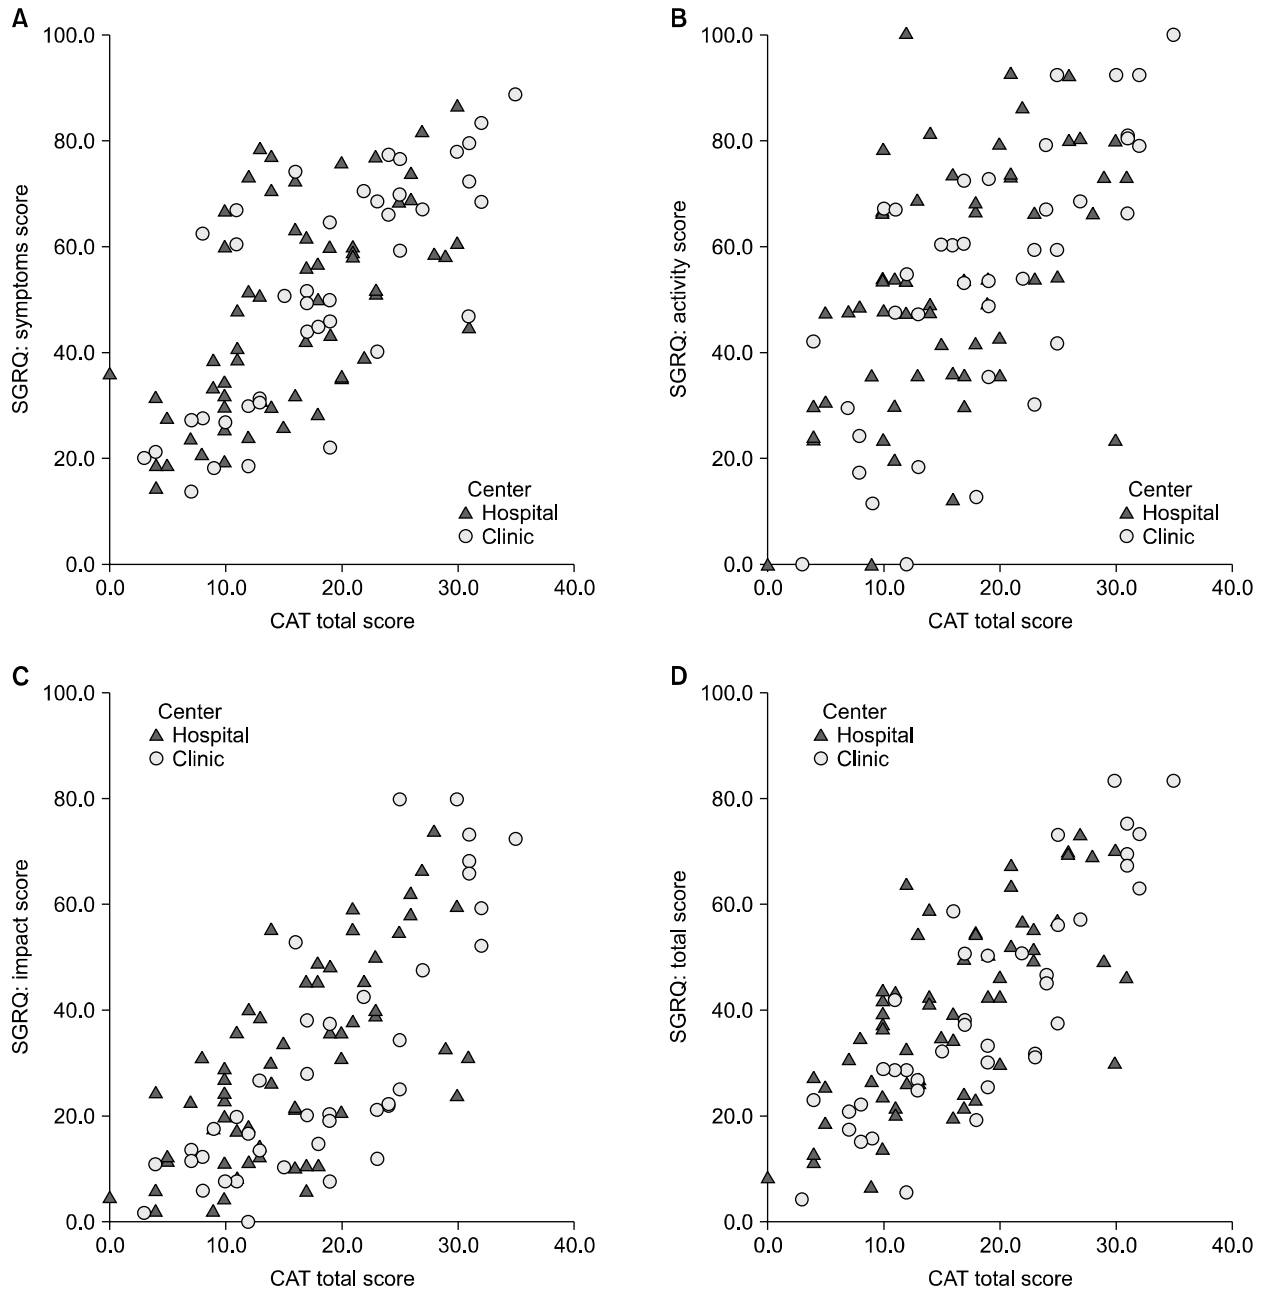 A
100.0
80.0
60.0
40.0
20.0
0.0
SGRQ: symptoms score
Center
Hospital
Clinic
0.0 10.0 20.0 30.0 40.0
CAT total score
B
100.0
80.0
60.0
40.0
20.0
0.0
SGRQ: activity score
Center
Hospital
Clinic
0.0 10.0 20.0 30.0 40.0
CAT total score
C
100.0
80.0
60.0
40.0
20.0
0.0
SGRQ: impact score
Center
Hospital
Clinic
0.0 10.0 20.0 30.0 40.0
CAT total score
D
100.0
80.0
60.0
40.0
20.0
0.0
SGRQ: total score
Center
Hospital
Clinic
0.0 10.0 20.0 30.0 40.0
CAT total score